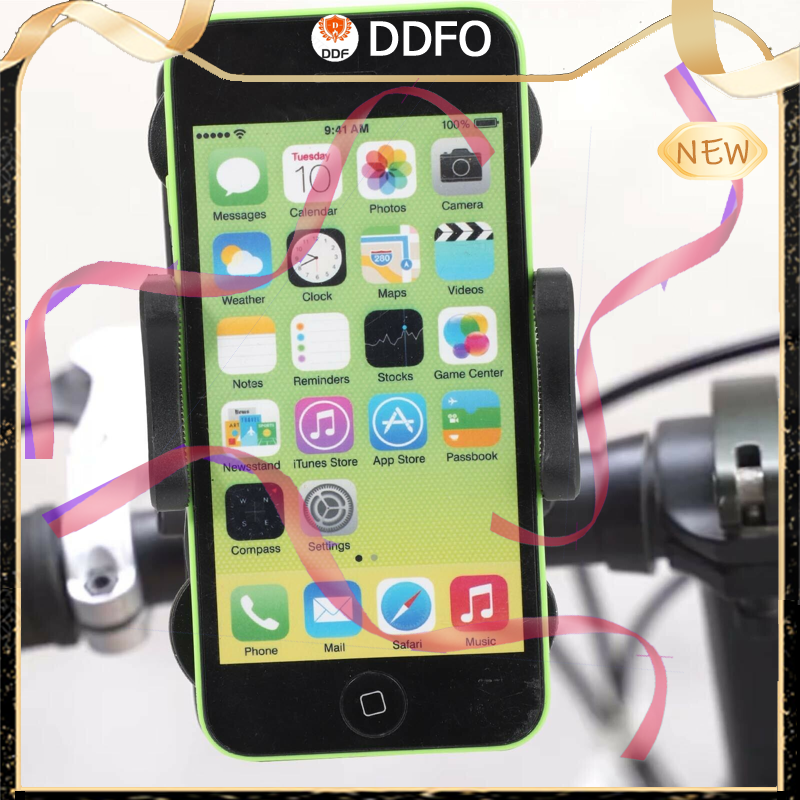 DDF
DDFO
NEW
9:41 AM 100%
Tuesday
10
Messages Calendar Photos Camera
280
Weather Clock Maps Videos
Notes Reminders Stocks Game Center
Newsstand iTunes Store App Store Passbook
N
W E
S
Compass Settings
Phone Mail Safari Music